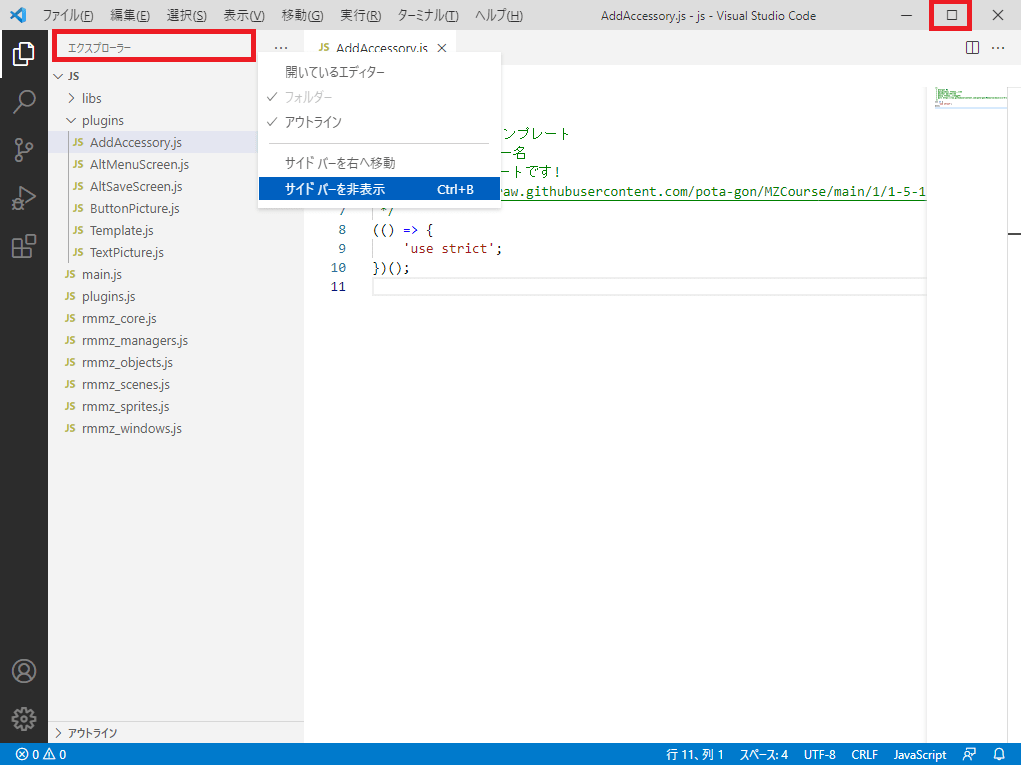 ファイル(F) 編集(E) 選択(S) 表示(V) 移動(G) 実行(R) ターミナル(T) ヘルプ(H) AddAccessory.js - js - Visual Studio Code
エクスプローラー
JS AddAccessory.js
JS
libs
plugins
JS AddAccessory.js
JS AltMenuScreen.js
JS AltSaveScreen.js
JS ButtonPicture.js
JS Template.js
JS TextPicture.js
JS main.js
JS plugins.js
JS rmmz_core.js
JS rmmz_managers.js
JS rmmz_objects.js
JS rmmz_scenes.js
JS rmmz_sprites.js
JS rmmz_windows.js
アウトライン
開いているエディター
フォルダー
アウトライン
サイド バーを右へ移動
サイド バーを非表示 Ctrl+B
ンプレート
ー名
ートです!
raw.githubusercontent.com/pota-gon/MZCourse/main/1/1-5-1
7 */
8 (() => {
9 'use strict';
10 })();
11
0 0 行 11、列 1 スペース: 4 UTF-8 CRLF JavaScript